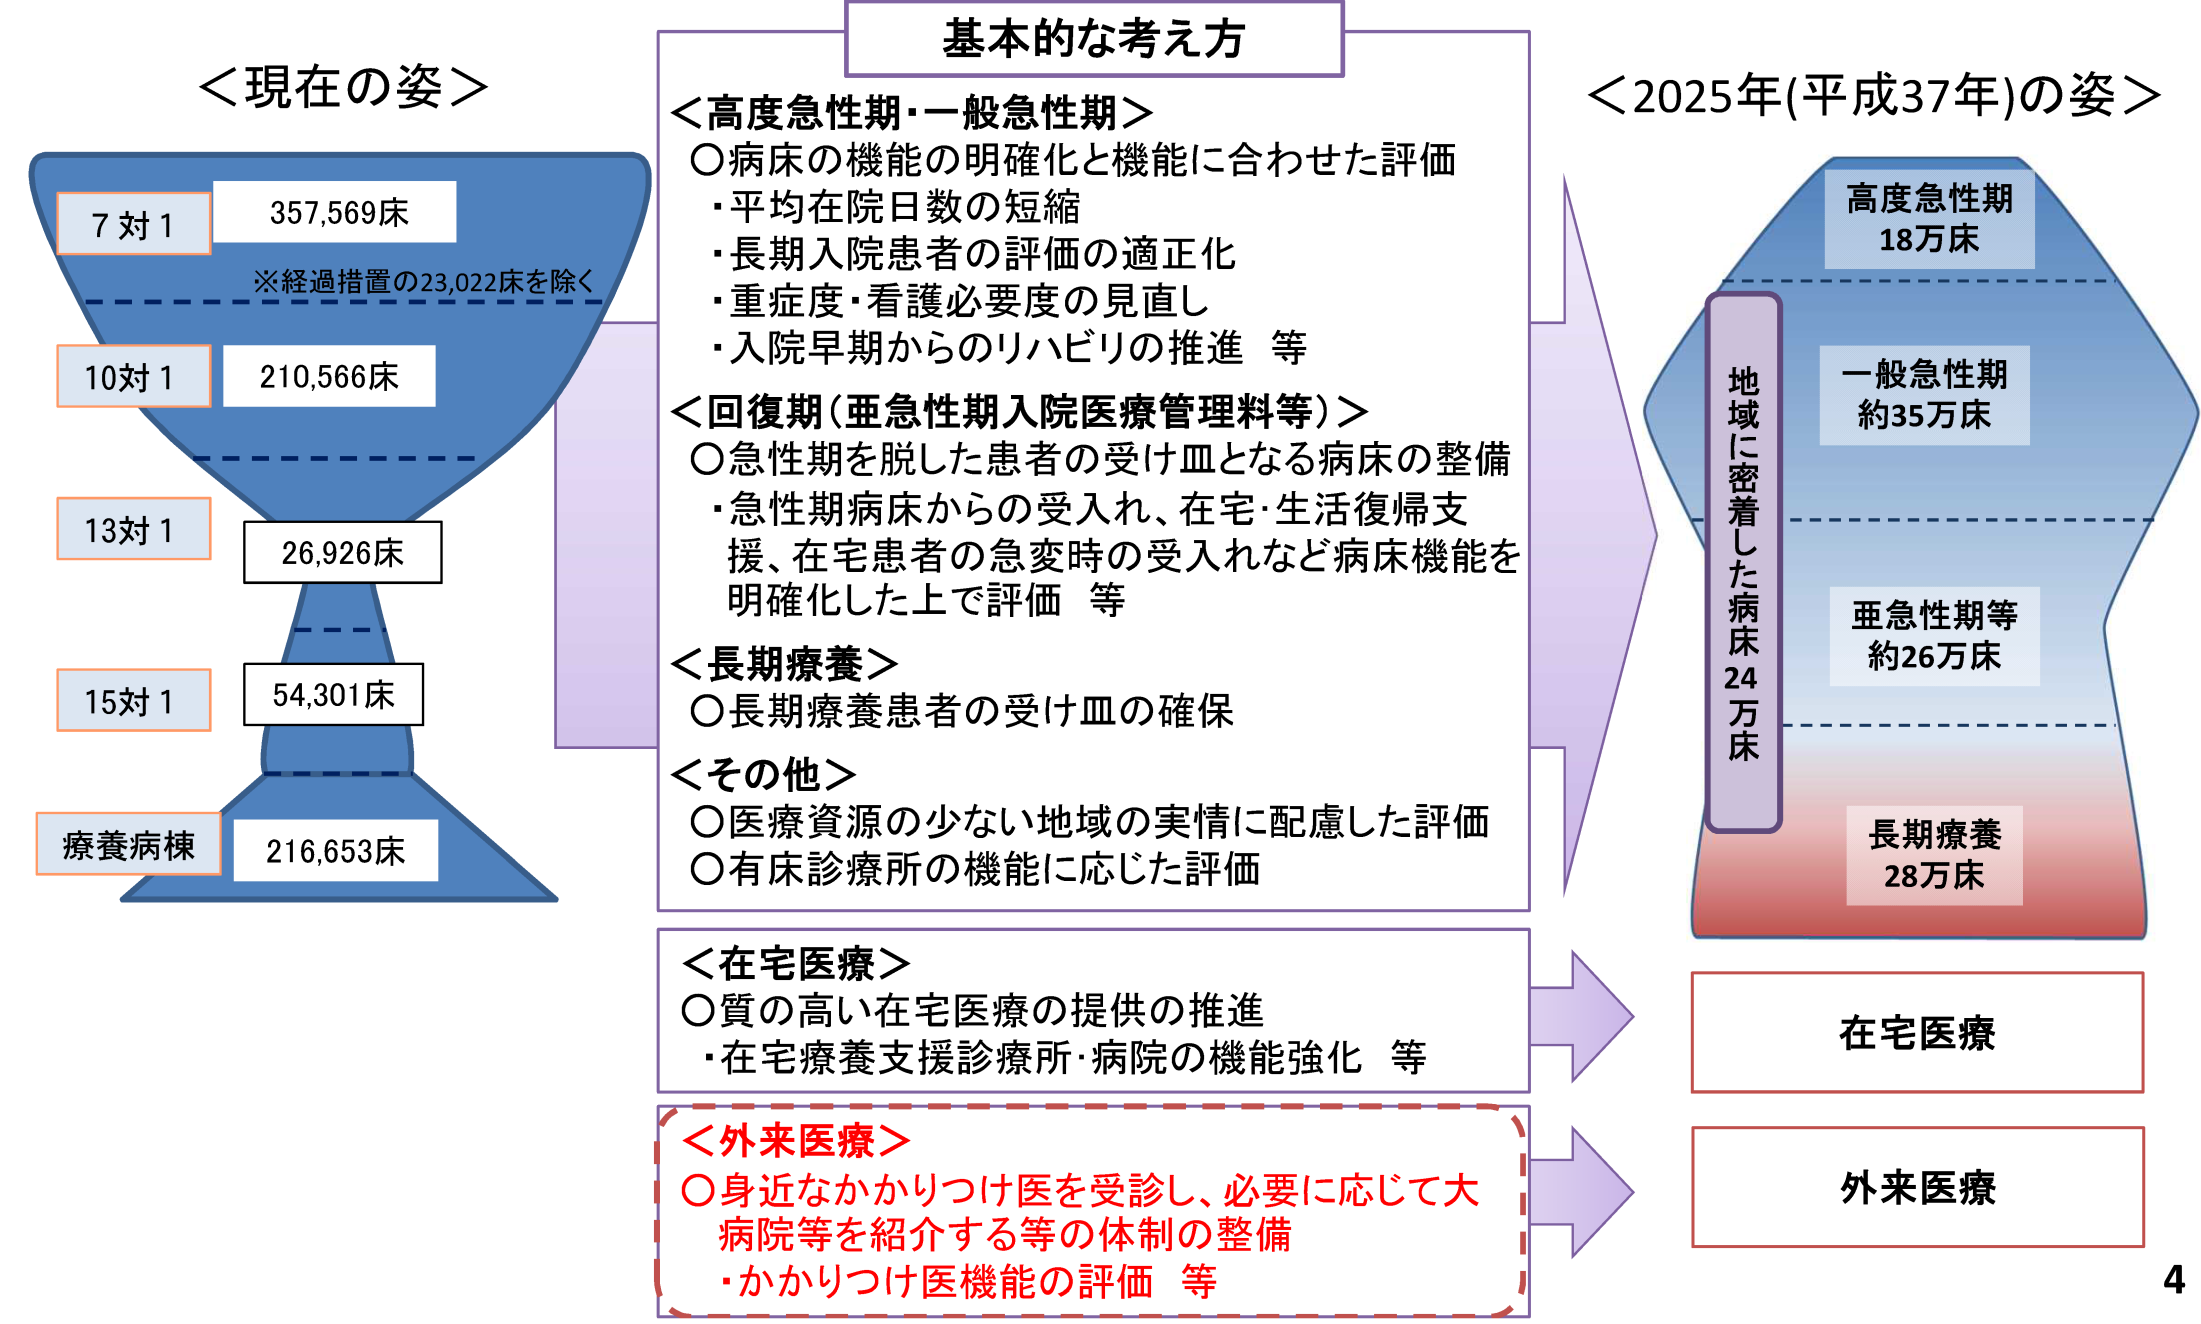 ＜現在の姿＞
７対１
357,569床
※経過措置の23,022床を除く
10対１
210,566床
13対１
26,926床
15対１
54,301床
療養病棟
216,653床
基本的な考え方
＜高度急性期・一般急性期＞
○病床の機能の明確化と機能に合わせた評価
・平均在院日数の短縮
・長期入院患者の評価の適正化
・重症度・看護必要度の見直し
・入院早期からのリハビリの推進　等
＜回復期（亜急性期入院医療管理料等）＞
○急性期を脱した患者の受け皿となる病床の整備
・急性期病床からの受入れ、在宅・生活復帰支
援、在宅患者の急変時の受入れなど病床機能を
明確化した上で評価　等
＜長期療養＞
○長期療養患者の受け皿の確保
＜その他＞
○医療資源の少ない地域の実情に配慮した評価
○有床診療所の機能に応じた評価
＜在宅医療＞
○質の高い在宅医療の提供の推進
・在宅療養支援診療所・病院の機能強化　等
＜外来医療＞
○身近なかかりつけ医を受診し、必要に応じて大
病院等を紹介する等の体制の整備
・かかりつけ医機能の評価　等
＜2025年(平成37年)の姿＞
高度急性期
18万床
一般急性期
約35万床
亜急性期等
約26万床
長期療養
28万床
地域に密着した病床24万床
在宅医療
外来医療
4